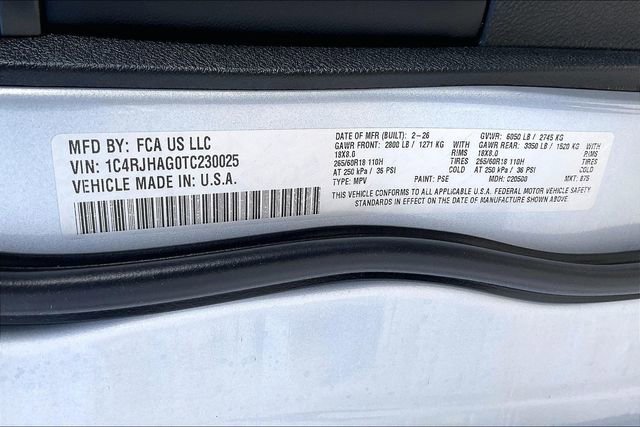 MFD BY: FCA US LLC
VIN: 1C4RJHAG0TC230025
VEHICLE MADE IN: U.S.A.
DATE OF MFR (BUILT): 2-26 GVWR: 6050 LB / 2745 KG
GAWR FRONT: 2800 LB / 1271 KG WITH GAWR REAR: 3350 LB / 1520 KG WITH
18X8.0 RIMS 18X8.0 RIMS
265/60R18 110H TIRES 265/60R18 110H TIRES
AT 250 kPa / 36 PSI COLD AT 250 kPa / 36 PSI COLD
TYPE: MPV PAINT: PSE MDH: 020500 MKT: 875
THIS VEHICLE CONFORMS TO ALL APPLICABLE U.S.A. FEDERAL MOTOR VEHICLE SAFETY
STANDARDS IN EFFECT ON THE DATE OF MANUFACTURE SHOWN ABOVE.